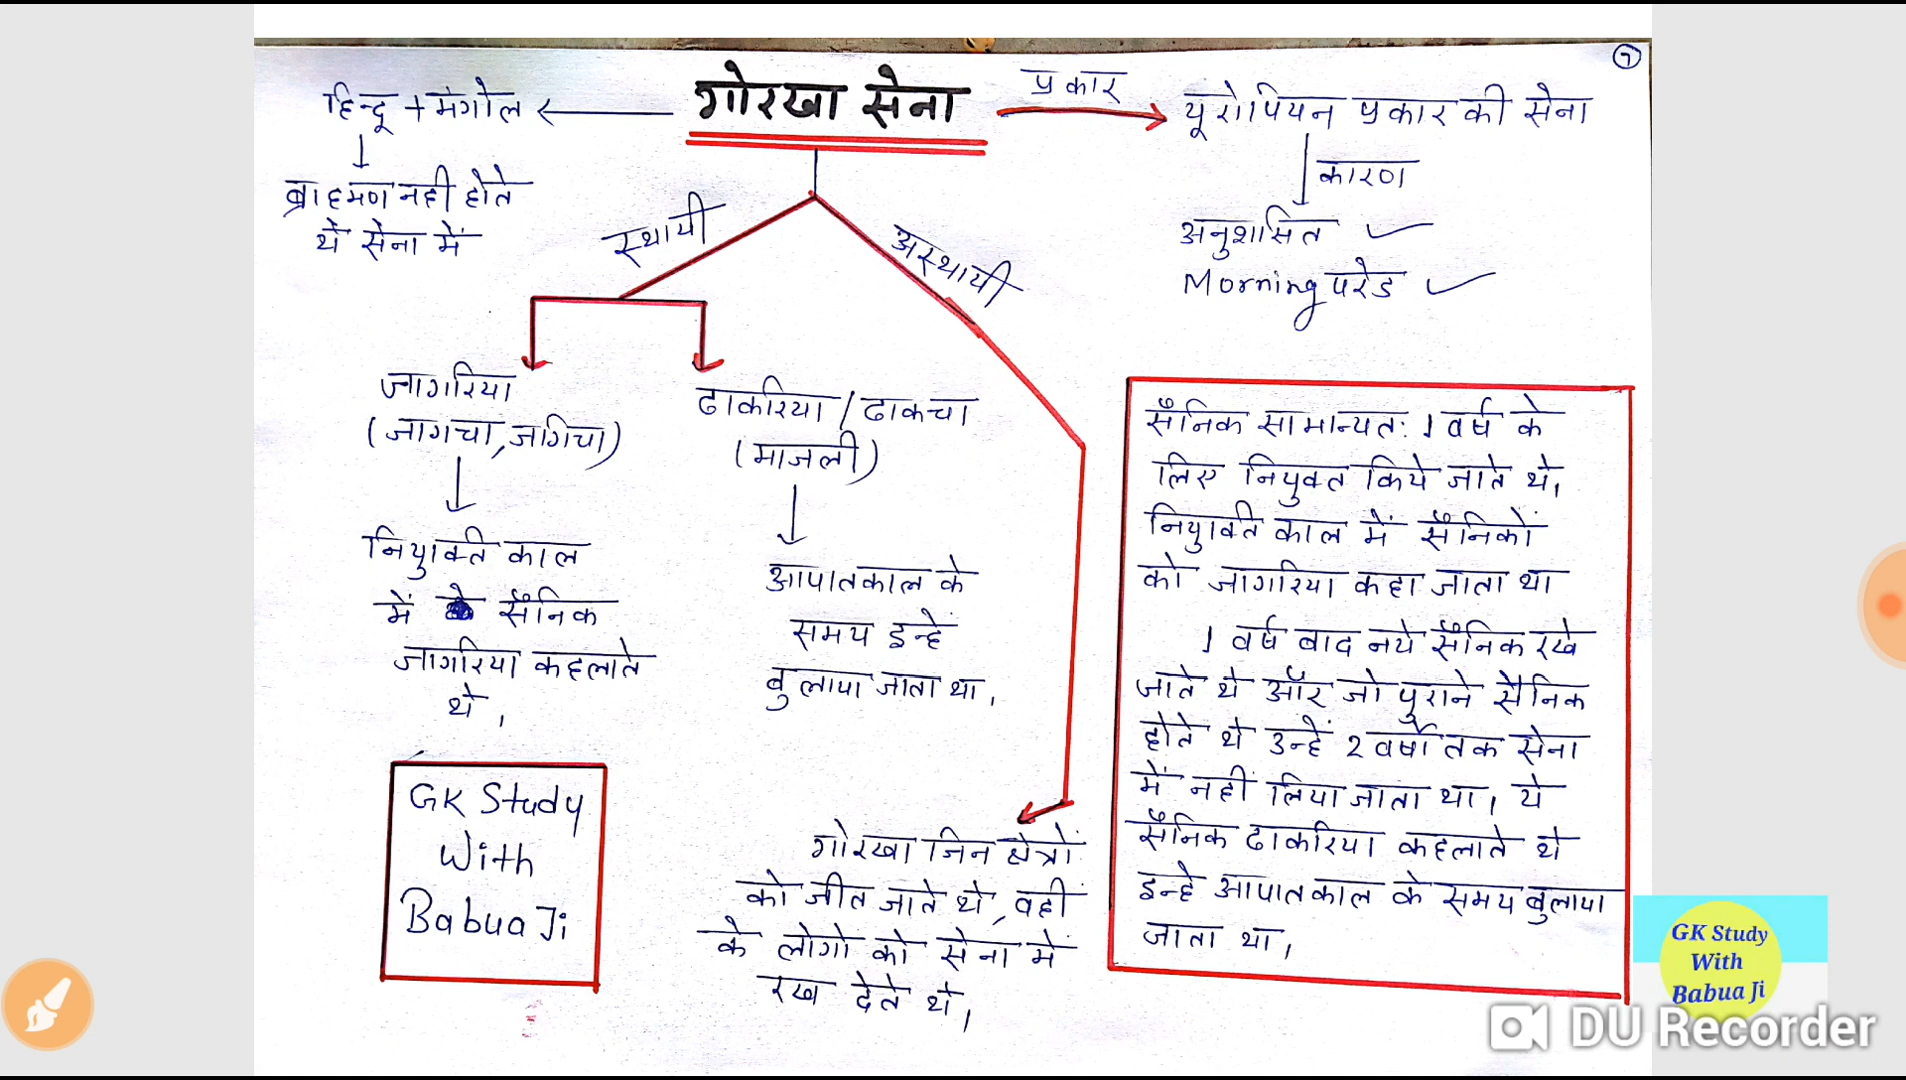 ७
गोरखा सेना
हिन्दू + मंगोल
ब्राहमण नही होते
थे सेना में
प्रकार
यूरोपियन प्रकार की सेना
कारण
अनुशासित
Morning परेड
स्थायी
अस्थायी
जागरिया
(जागचा, जगिचा)
नियुक्ति काल
में सैनिक
जागरिया कहलाते
थे।
ढाकरिया / ढाकचा
(माजली)
आपातकाल के
समय इन्हे
बुलाया जाता था।
गोरखा जिन क्षेत्रों
को जीत जाते थे, वही
के लोगो को सेना में
रख देते थे।
सैनिक सामान्यतः 1 वर्ष के
लिए नियुक्त किये जाते थे।
नियुक्ति काल में सैनिकों
को जागरिया कहा जाता था
1 वर्ष बाद नये सैनिक रखे
जाते थे और जो पुराने सैनिक
होते थे उन्हें 2 वर्षों तक सेना
में नहीं लिया जाता था। ये
सैनिक ढाकरिया कहलाते थे
इन्हे आपातकाल के समय बुलाया
जाता था।
GK Study
With
Babua Ji
GK Study
With
Babua Ji
DU Recorder